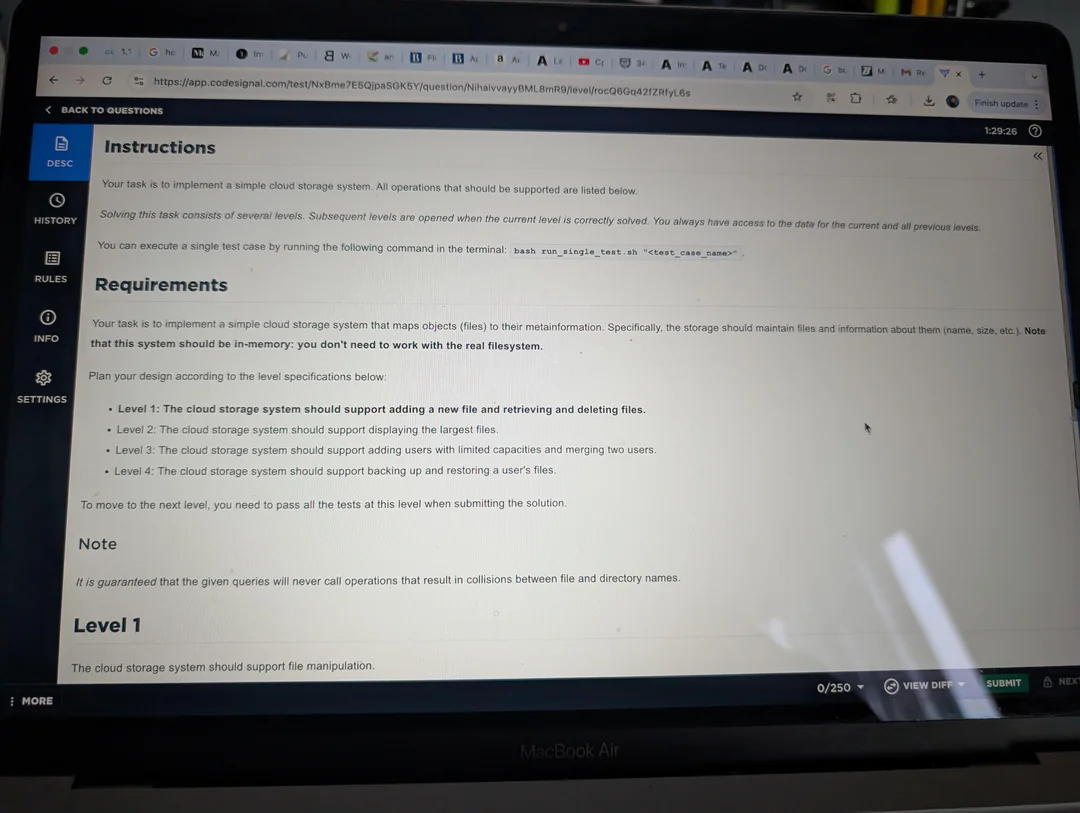 https://app.codesignal.com/test/NxBme7E5QjpaSGK5Y/question/NihaivvayyBML8mR9/level/rocQ6Gq42fZRfyL6s
Finish update
BACK TO QUESTIONS
1:29:26
DESC
HISTORY
RULES
INFO
SETTINGS
Instructions
Your task is to implement a simple cloud storage system. All operations that should be supported are listed below.
Solving this task consists of several levels. Subsequent levels are opened when the current level is correctly solved. You always have access to the data for the current and all previous levels.
You can execute a single test case by running the following command in the terminal: bash run_single_test.sh "<test_case_name>" .
Requirements
Your task is to implement a simple cloud storage system that maps objects (files) to their metainformation. Specifically, the storage should maintain files and information about them (name, size, etc.). Note
that this system should be in-memory: you don't need to work with the real filesystem.
Plan your design according to the level specifications below:
• Level 1: The cloud storage system should support adding a new file and retrieving and deleting files.
• Level 2: The cloud storage system should support displaying the largest files.
• Level 3: The cloud storage system should support adding users with limited capacities and merging two users.
• Level 4: The cloud storage system should support backing up and restoring a user's files.
To move to the next level, you need to pass all the tests at this level when submitting the solution.
Note
It is guaranteed that the given queries will never call operations that result in collisions between file and directory names.
Level 1
The cloud storage system should support file manipulation.
MORE
0/250
VIEW DIFF
SUBMIT
NEXT
MacBook Air